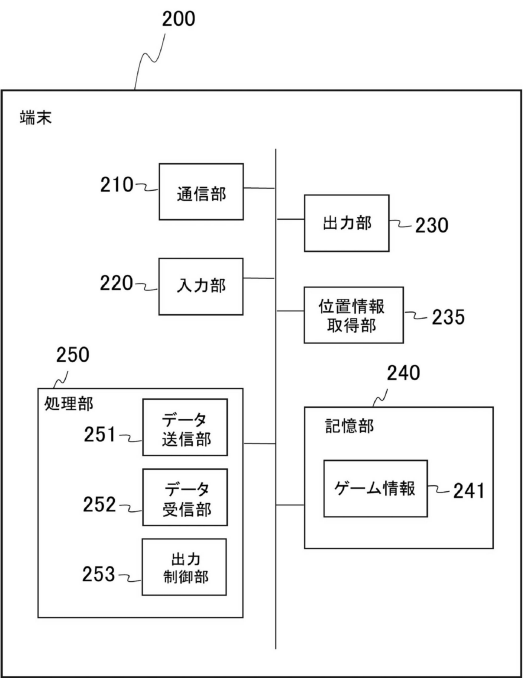 200
端末
210
通信部
出力部
230
220
入力部
位置情報
取得部
235
250
処理部
251
データ
送信部
252
データ
受信部
253
出力
制御部
240
記憶部
ゲーム情報
241